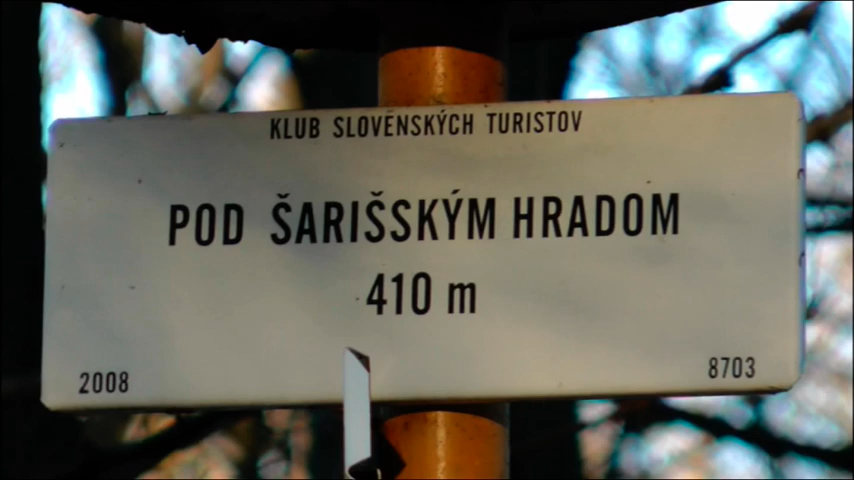 KLUB SLOVENSKÝCH TURISTOV
POD ŠARIŠSKÝM HRADOM
410 m
2008 8703